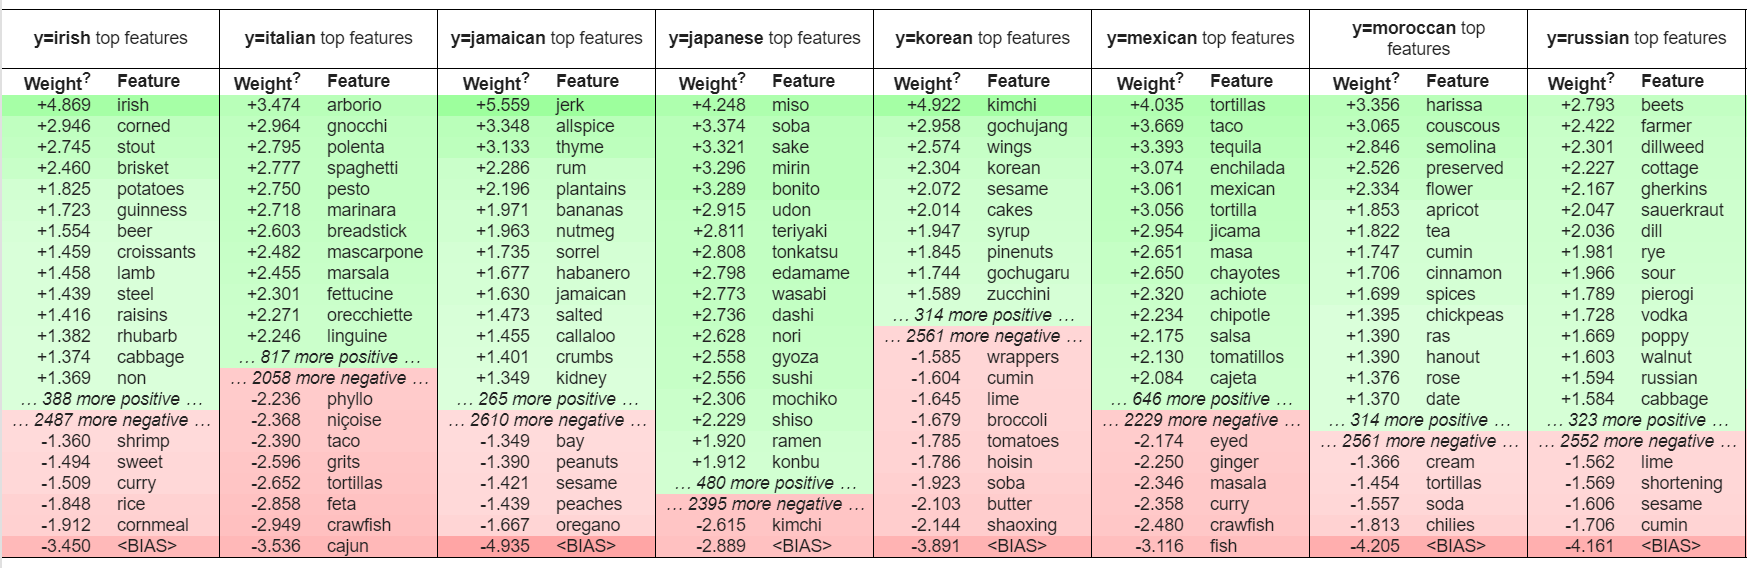 y=irish top features
Weight? Feature
+4.869 irish
+2.946 corned
+2.745 stout
+2.460 brisket
+1.825 potatoes
+1.723 guinness
+1.554 beer
+1.459 croissants
+1.458 lamb
+1.439 steel
+1.416 raisins
+1.382 rhubarb
+1.374 cabbage
+1.369 non
… 388 more positive …
… 2487 more negative …
-1.360 shrimp
-1.494 sweet
-1.509 curry
-1.848 rice
-1.912 cornmeal
-3.450 <BIAS>
y=italian top features
Weight? Feature
+3.474 arborio
+2.964 gnocchi
+2.795 polenta
+2.777 spaghetti
+2.750 pesto
+2.718 marinara
+2.603 breadstick
+2.482 mascarpone
+2.455 marsala
+2.301 fettucine
+2.271 orecchiette
+2.246 linguine
… 817 more positive …
… 2058 more negative …
-2.236 phyllo
-2.368 niçoise
-2.390 taco
-2.596 grits
-2.652 tortillas
-2.858 feta
-2.949 crawfish
-3.536 cajun
y=jamaican top features
Weight? Feature
+5.559 jerk
+3.348 allspice
+3.133 thyme
+2.286 rum
+2.196 plantains
+1.971 bananas
+1.963 nutmeg
+1.735 sorrel
+1.677 habanero
+1.630 jamaican
+1.473 salted
+1.455 callaloo
+1.401 crumbs
+1.349 kidney
… 265 more positive …
… 2610 more negative …
-1.349 bay
-1.390 peanuts
-1.421 sesame
-1.439 peaches
-1.667 oregano
-4.935 <BIAS>
y=japanese top features
Weight? Feature
+4.248 miso
+3.374 soba
+3.321 sake
+3.296 mirin
+3.289 bonito
+2.915 udon
+2.811 teriyaki
+2.808 tonkatsu
+2.798 edamame
+2.773 wasabi
+2.736 dashi
+2.628 nori
+2.558 gyoza
+2.556 sushi
+2.306 mochiko
+2.229 shiso
+1.920 ramen
+1.912 konbu
… 480 more positive …
… 2395 more negative …
-2.615 kimchi
-2.889 <BIAS>
y=korean top features
Weight? Feature
+4.922 kimchi
+2.958 gochujang
+2.574 wings
+2.304 korean
+2.072 sesame
+2.014 cakes
+1.947 syrup
+1.845 pinenuts
+1.744 gochugaru
+1.589 zucchini
… 314 more positive …
… 2561 more negative …
-1.585 wrappers
-1.604 cumin
-1.645 lime
-1.679 broccoli
-1.785 tomatoes
-1.786 hoisin
-1.923 soba
-2.103 butter
-2.144 shaoxing
-3.891 <BIAS>
y=mexican top features
Weight? Feature
+4.035 tortillas
+3.669 taco
+3.393 tequila
+3.074 enchilada
+3.061 mexican
+3.056 tortilla
+2.954 jicama
+2.651 masa
+2.650 chayotes
+2.320 achiote
+2.234 chipotle
+2.175 salsa
+2.130 tomatillos
+2.084 cajeta
… 646 more positive …
… 2229 more negative …
-2.174 eyed
-2.250 ginger
-2.346 masala
-2.358 curry
-2.480 crawfish
-3.116 fish
y=moroccan top
features
Weight? Feature
+3.356 harissa
+3.065 couscous
+2.846 semolina
+2.526 preserved
+2.334 flower
+1.853 apricot
+1.822 tea
+1.747 cumin
+1.706 cinnamon
+1.699 spices
+1.395 chickpeas
+1.390 ras
+1.390 hanout
+1.376 rose
+1.370 date
… 314 more positive …
… 2561 more negative …
-1.366 cream
-1.454 tortillas
-1.557 soda
-1.813 chilies
-4.205 <BIAS>
y=russian top features
Weight? Feature
+2.793 beets
+2.422 farmer
+2.301 dillweed
+2.227 cottage
+2.167 gherkins
+2.047 sauerkraut
+2.036 dill
+1.981 rye
+1.966 sour
+1.789 pierogi
+1.728 vodka
+1.669 poppy
+1.603 walnut
+1.594 russian
+1.584 cabbage
… 323 more positive …
… 2552 more negative …
-1.562 lime
-1.569 shortening
-1.606 sesame
-1.706 cumin
-4.161 <BIAS>